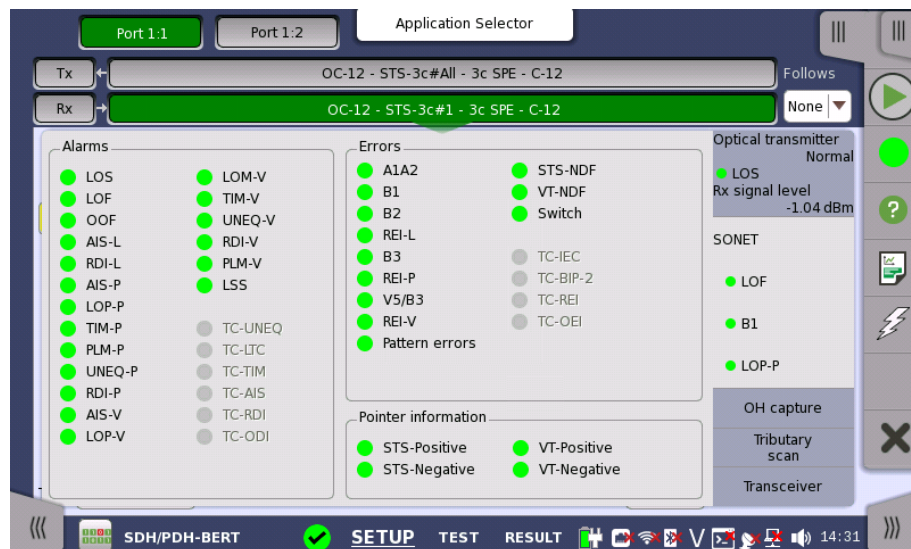 Application Selector
Port 1:1
Port 1:2
Tx
OC-12 - STS-3c#All - 3c SPE - C-12
Follows
Rx
OC-12 - STS-3c#1 - 3c SPE - C-12
None
Alarms
LOS
LOF
OOF
AIS-L
RDI-L
AIS-P
LOP-P
TIM-P
PLM-P
UNEQ-P
RDI-P
AIS-V
LOP-V
LOM-V
TIM-V
UNEQ-V
RDI-V
PLM-V
LSS
TC-UNEQ
TC-LTC
TC-TIM
TC-AIS
TC-RDI
TC-ODI
Errors
A1A2
B1
B2
REI-L
B3
REI-P
V5/B3
REI-V
Pattern errors
STS-NDF
VT-NDF
Switch
TC-IEC
TC-BIP-2
TC-REI
TC-OEI
Pointer information
STS-Positive
STS-Negative
VT-Positive
VT-Negative
Optical transmitter
Normal
LOS
Rx signal level
-1.04 dBm
SONET
LOF
B1
LOP-P
OH capture
Tributary
scan
Transceiver
SDH/PDH-BERT
SETUP
TEST
RESULT
14:31